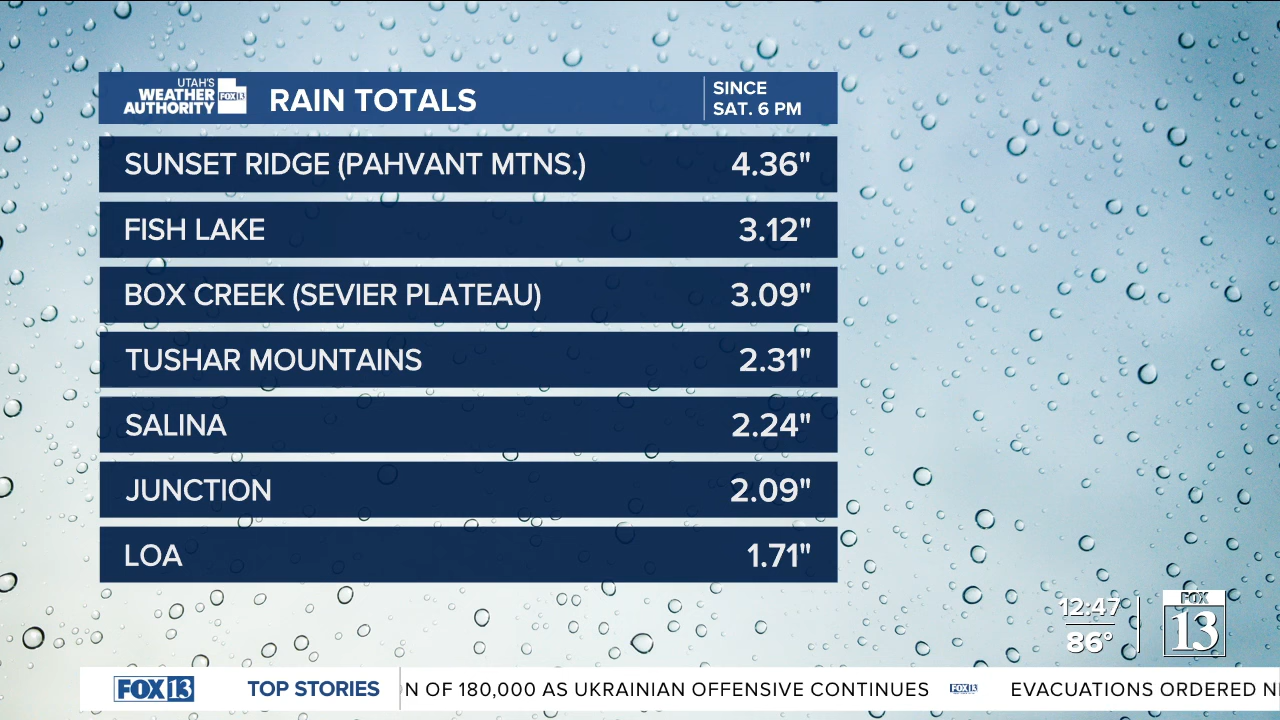 UTAH'S
WEATHER
AUTHORITY
FOX 13
RAIN TOTALS
SINCE
SAT. 6 PM
SUNSET RIDGE (PAHVANT MTNS.) 4.36"
FISH LAKE 3.12"
BOX CREEK (SEVIER PLATEAU) 3.09"
TUSHAR MOUNTAINS 2.31"
SALINA 2.24"
JUNCTION 2.09"
LOA 1.71"
12:47
86°
FOX
13
FOX 13 TOP STORIES N OF 180,000 AS UKRAINIAN OFFENSIVE CONTINUES FOX 13 EVACUATIONS ORDERED